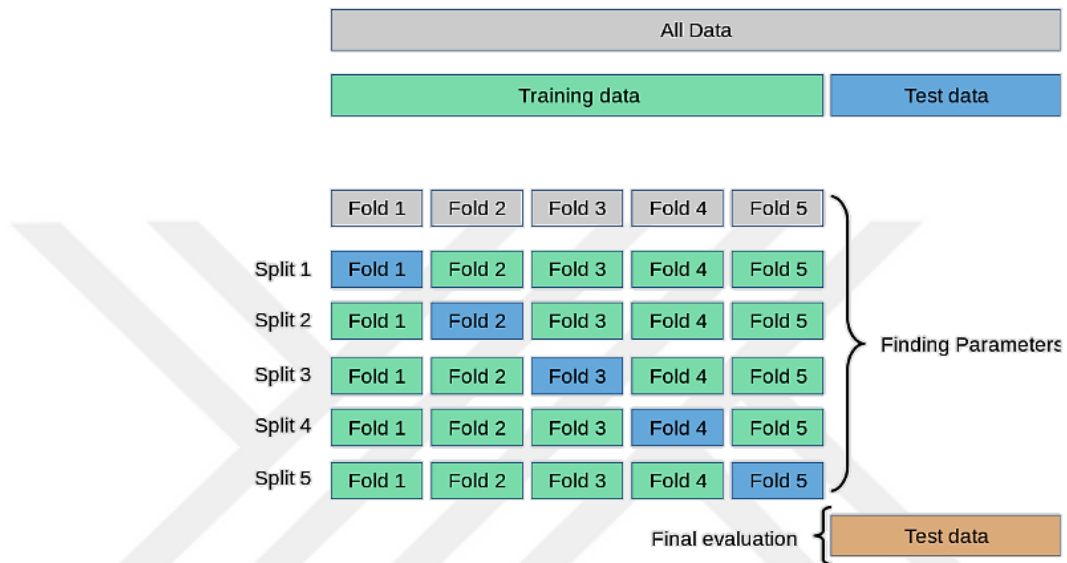 All Data
Training data Test data
Fold 1 Fold 2 Fold 3 Fold 4 Fold 5
Split 1 Fold 1 Fold 2 Fold 3 Fold 4 Fold 5
Split 2 Fold 1 Fold 2 Fold 3 Fold 4 Fold 5
Finding Parameters
Split 3 Fold 1 Fold 2 Fold 3 Fold 4 Fold 5
Split 4 Fold 1 Fold 2 Fold 3 Fold 4 Fold 5
Split 5 Fold 1 Fold 2 Fold 3 Fold 4 Fold 5
Final evaluation Test data